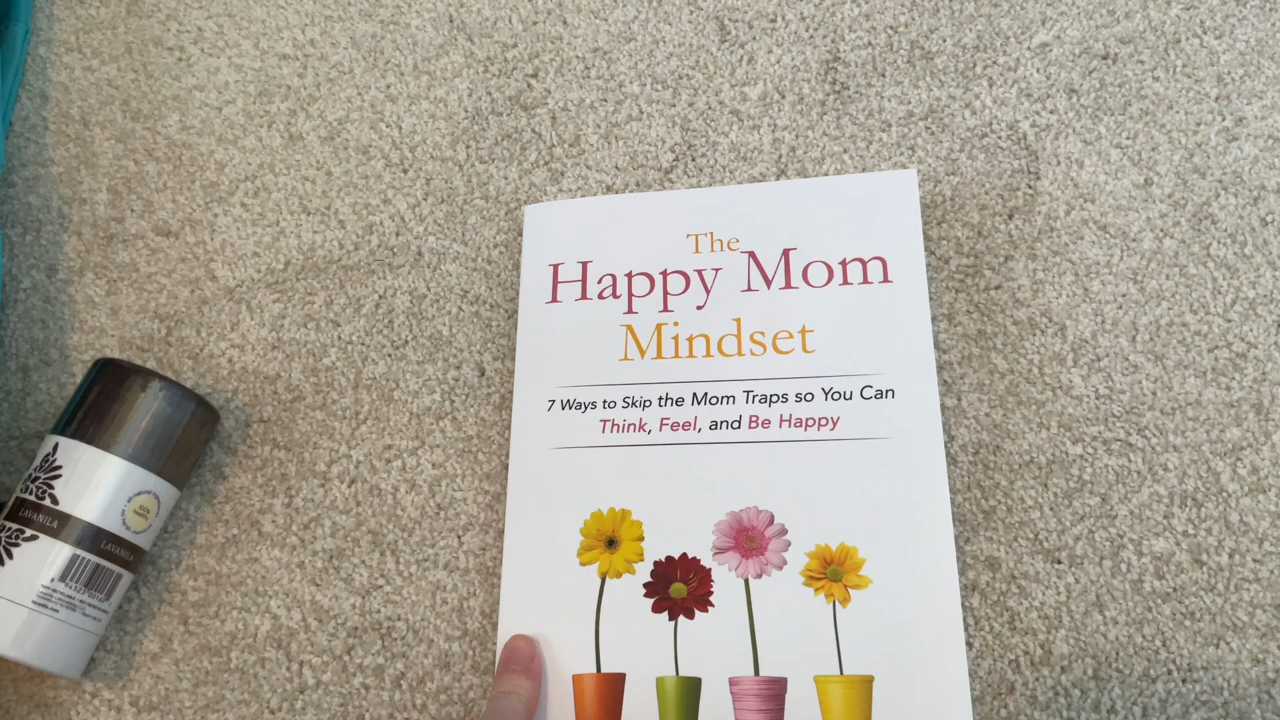 The
Happy Mom
Mindset
7 Ways to Skip the Mom Traps so You Can
Think, Feel, and Be Happy
LAVANILA
LAVANILA